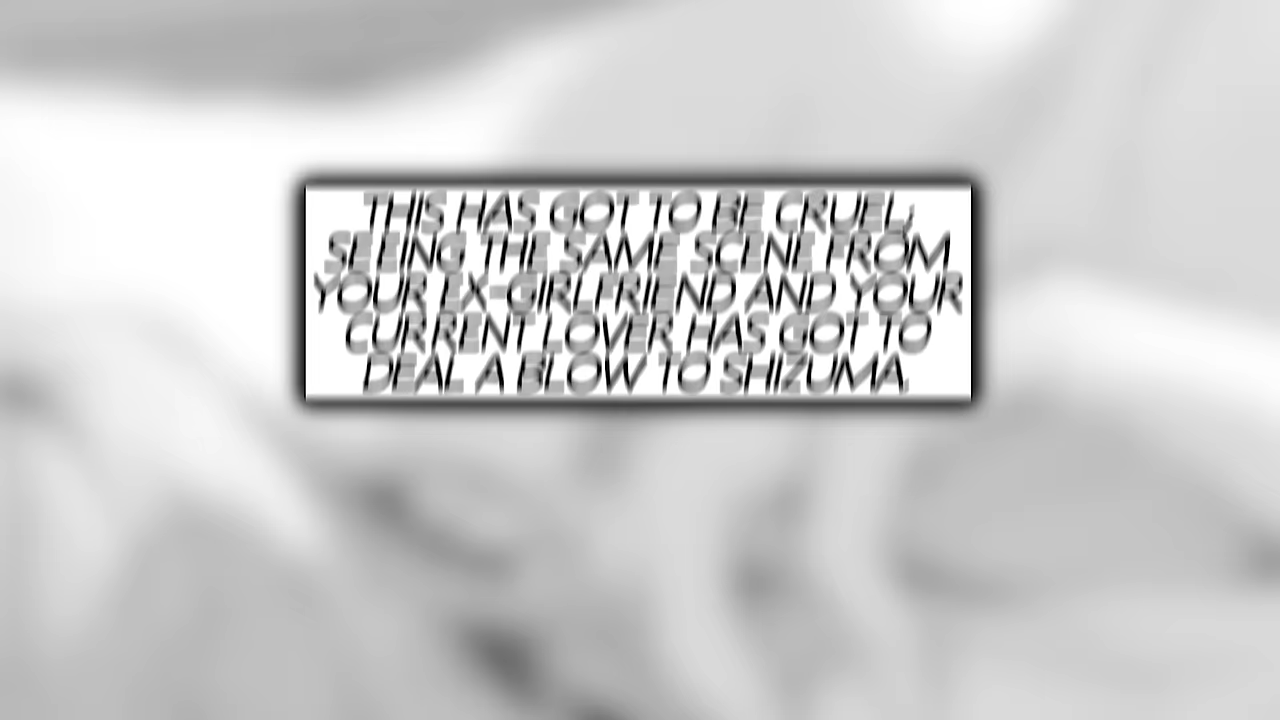 THIS HAS GOT TO BE CRUEL;
SEEING THE SAME SCENE FROM
YOUR EX-GIRLFRIEND AND YOUR
CURRENT LOVER HAS GOT TO
DEAL A BLOW TO SHIZUMA.